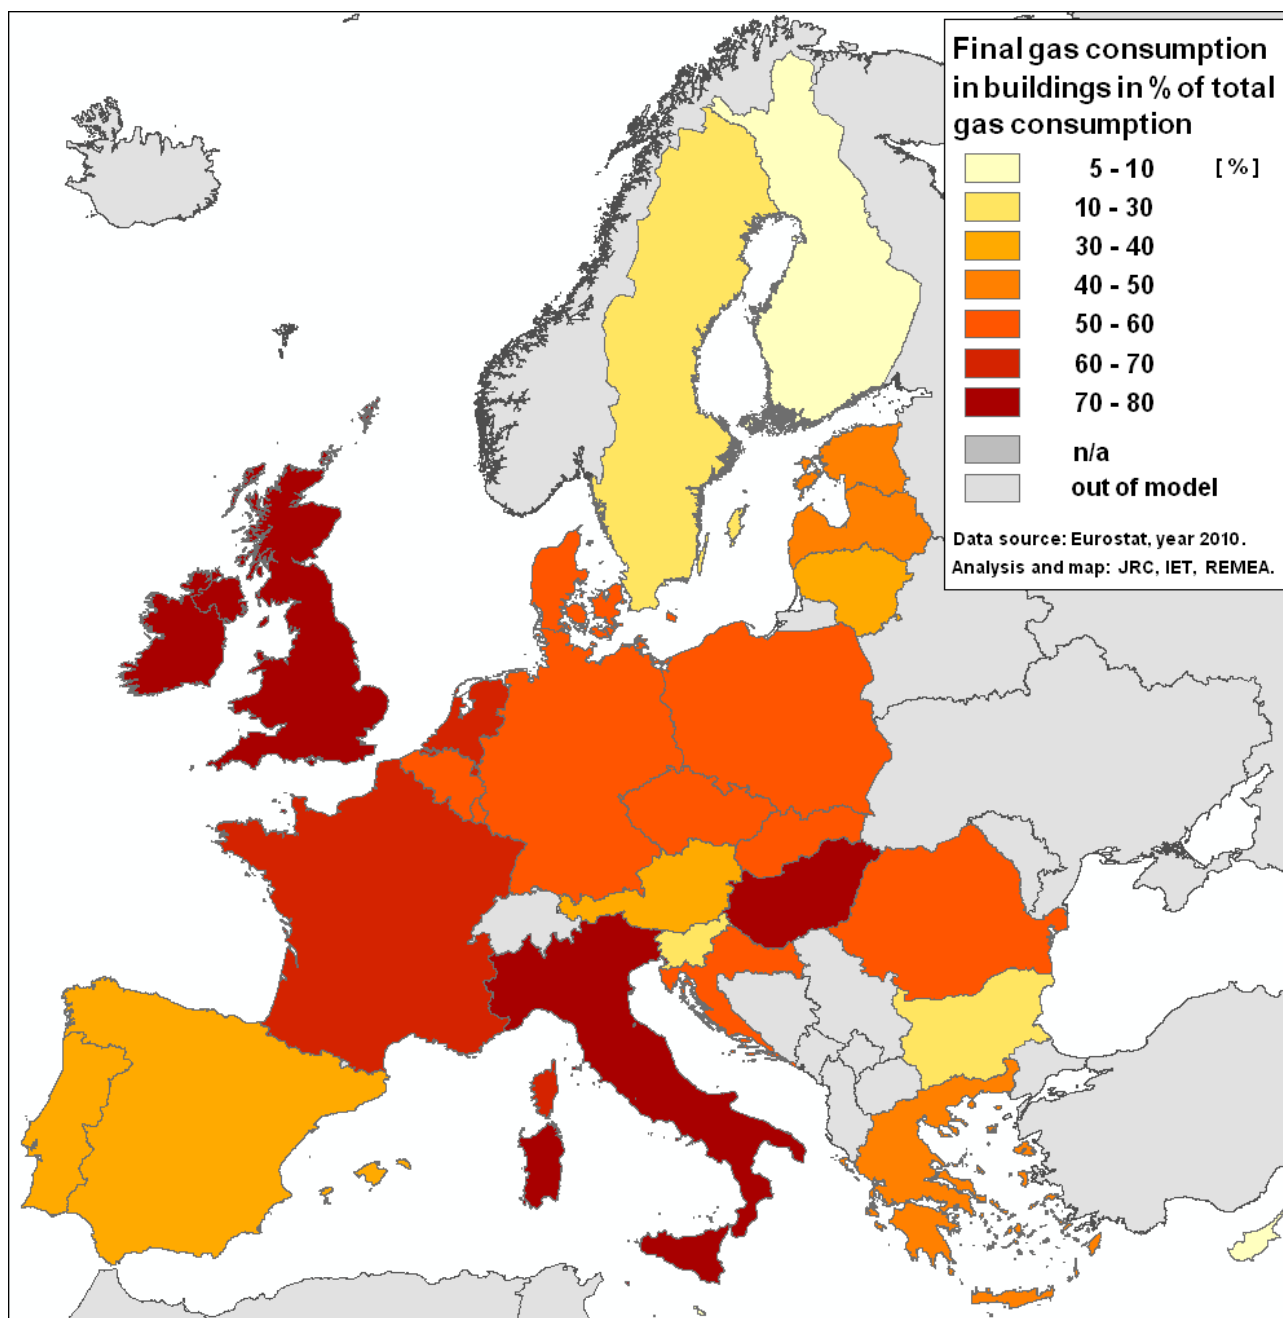 Final gas consumption
in buildings in % of total
gas consumption
5 - 10 [ % ]
10 - 30
30 - 40
40 - 50
50 - 60
60 - 70
70 - 80
n/a
out of model
Data source: Eurostat, year 2010.
Analysis and map: JRC, IET, REMEA.